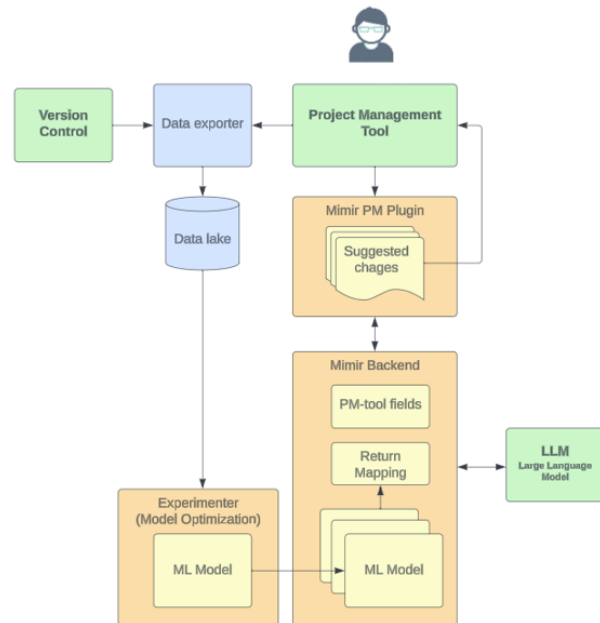 Version
Control
Data exporter
Project Management
Tool
Data lake
Mimir PM Plugin
Suggested
chages
Mimir Backend
PM-tool fields
Return
Mapping
ML Model
LLM
Large Language
Model
Experimenter
(Model Optimization)
ML Model